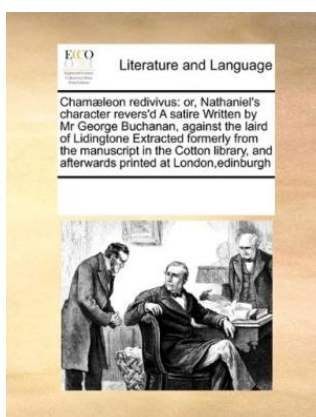 ECCO
Literature and Language
Chamæleon redivivus: or, Nathaniel's
character revers'd A satire Written by
Mr George Buchanan, against the laird
of Lidingtone Extracted formerly from
the manuscript in the Cotton library, and
afterwards printed at London,edinburgh